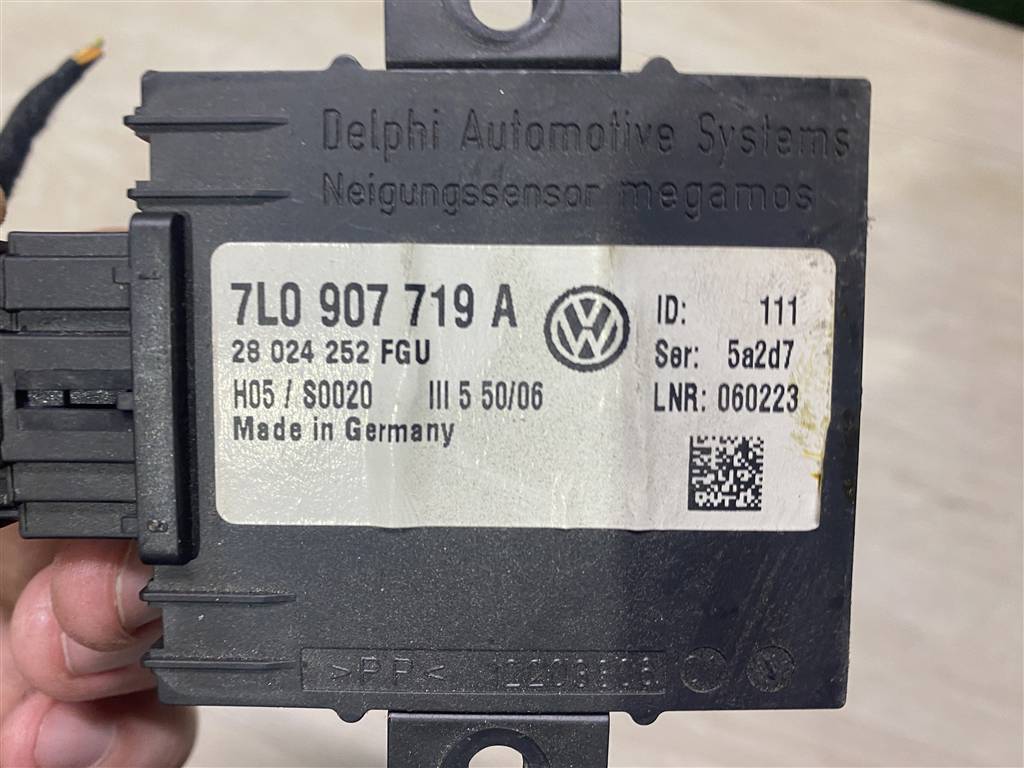 Delphi Automotive Systems
Neigungssensor megamos
7L0 907 719 A
28 024 252 FGU
H05 / S0020 III 5 50/06
Made in Germany
VW
ID: 111
Ser: 5a2d7
LNR: 060223
>PP<